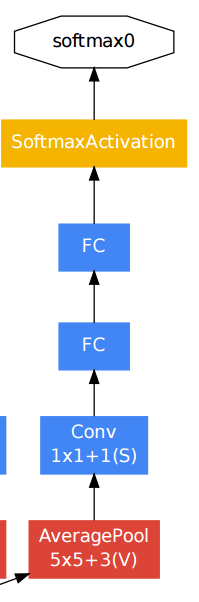 softmax0
SoftmaxActivation
FC
FC
Conv
1x1+1(S)
AveragePool
5x5+3(V)